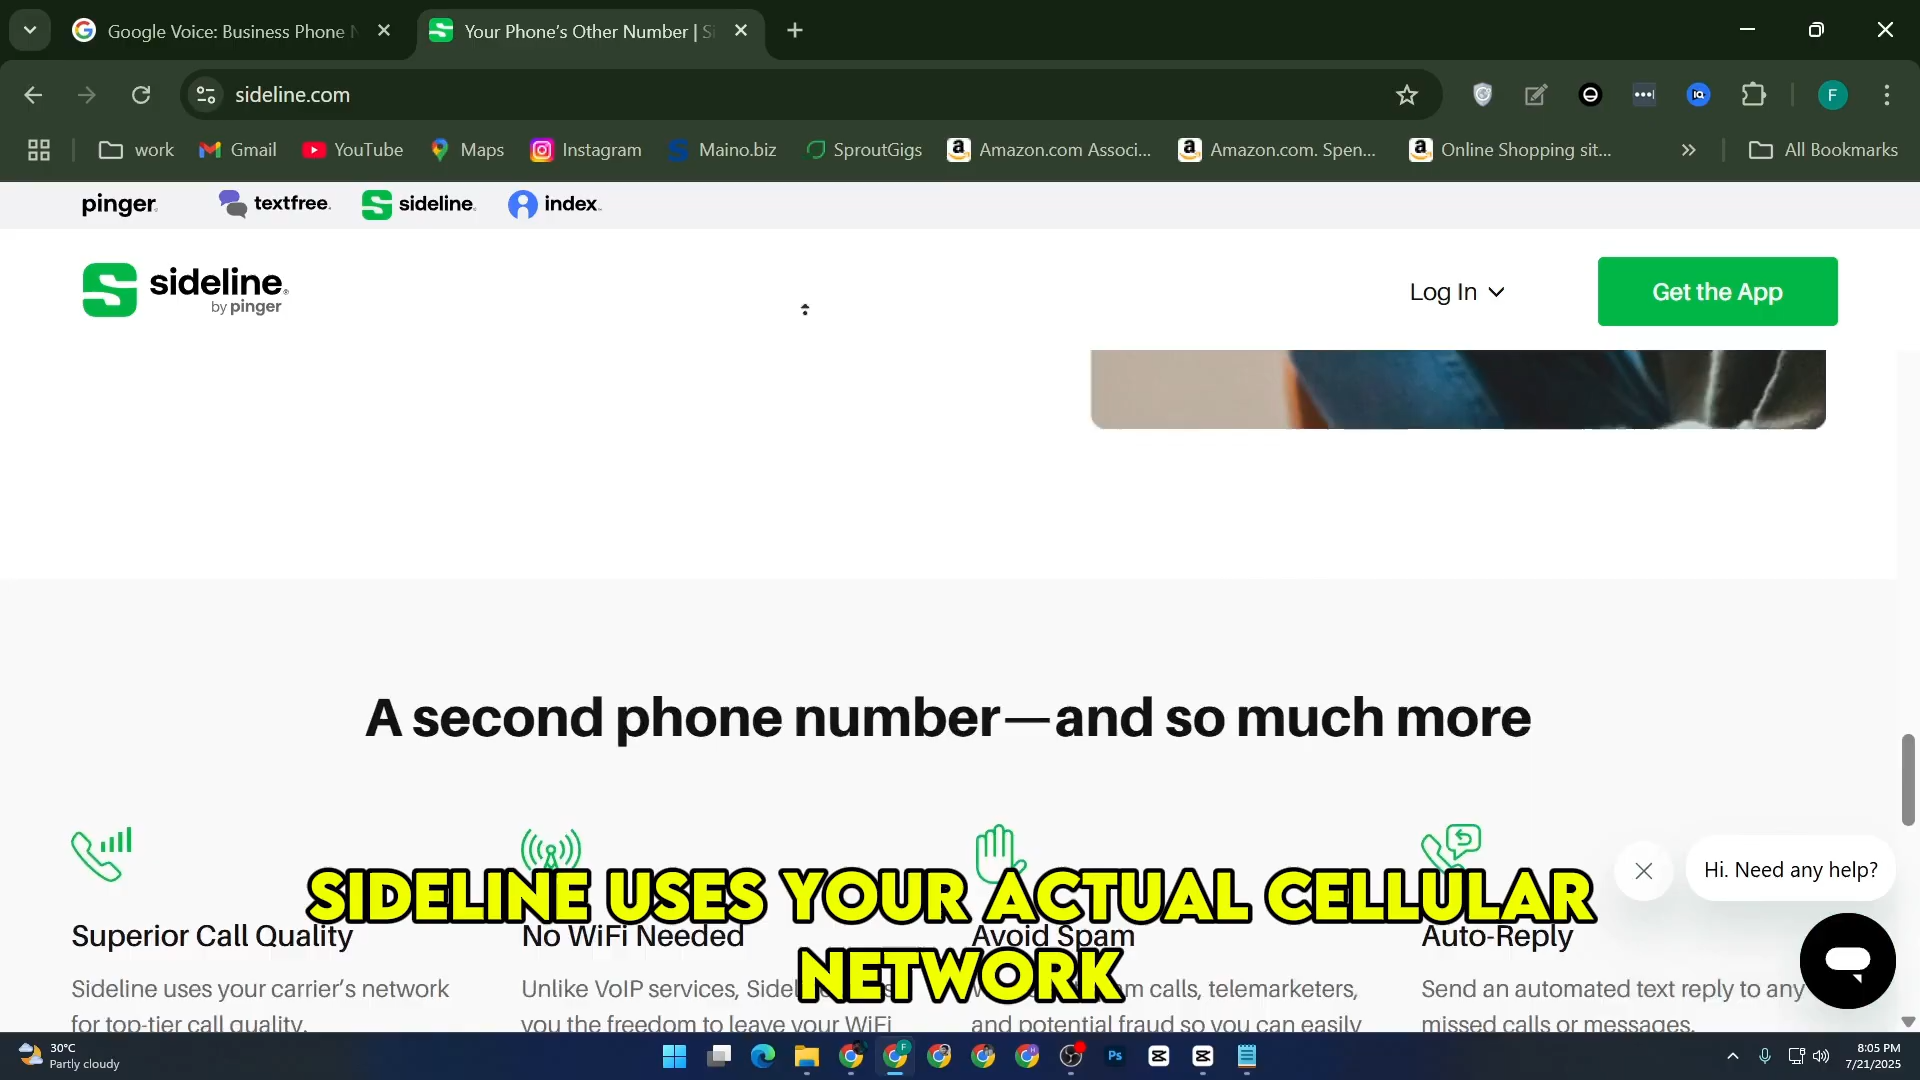 Google Voice: Business Phone N
Your Phone's Other Number | Si
sideline.com
F
work
Gmail
YouTube
Maps
Instagram
Maino.biz
SproutGigs
Amazon.com Associ...
Amazon.com. Spen...
Online Shopping sit...
All Bookmarks
pinger
textfree
sideline
index
sideline
by pinger
Log In
Get the App
A second phone number—and so much more
Hi. Need any help?
SIDELINE USES YOUR ACTUAL CELLULAR
NETWORK
Superior Call Quality
No WiFi Needed
Avoid Spam
Auto-Reply
Sideline uses your carrier's network
for top-tier call quality.
Unlike VoIP services,
you the freedom to leave your WiFi
calls, telemarketers,
and potential fraud so you can easily
Send an automated text reply to any
missed calls or messages.
30°C
Partly cloudy
8:05 PM
7/21/2025